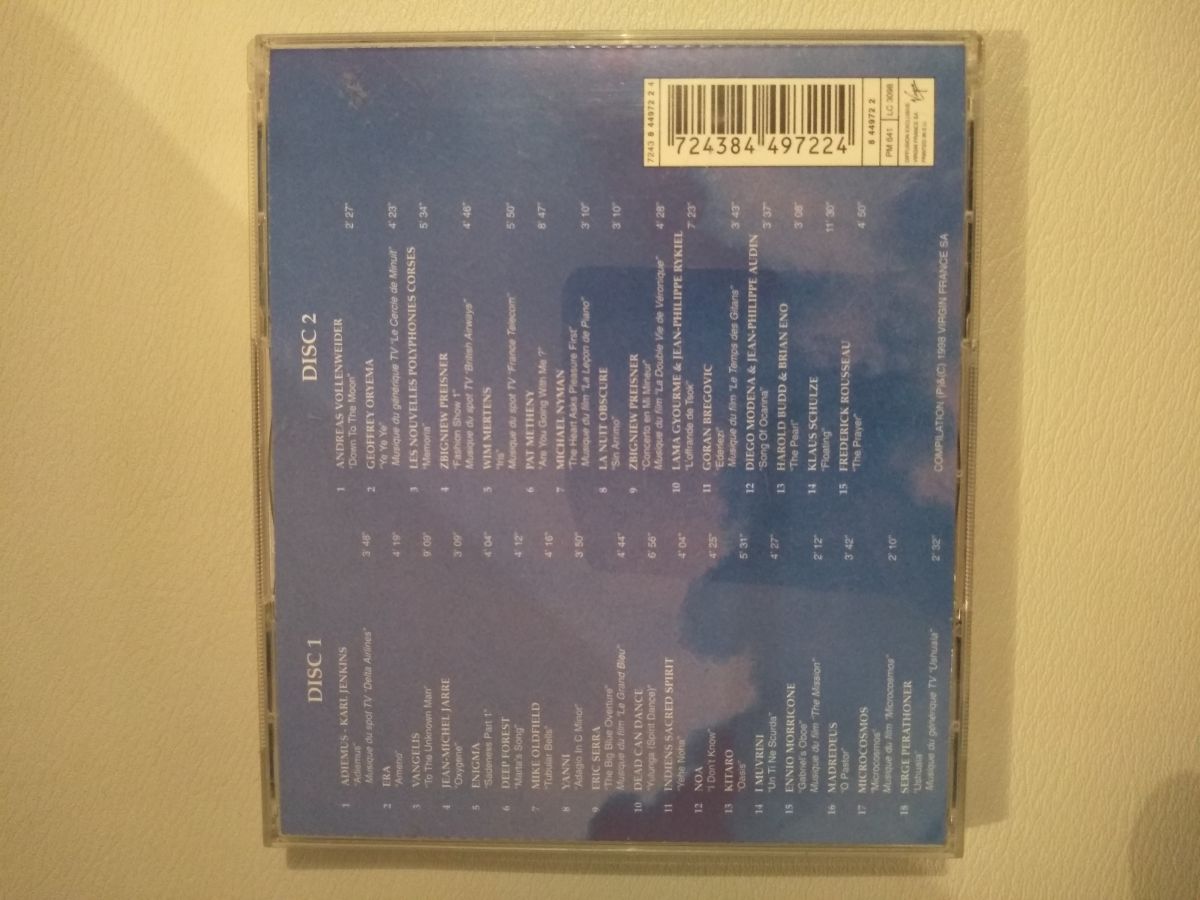 DISC 1
1 ADIEMUS - KARL JENKINS
"Adiemus" 3' 48"
Musique du spot TV "Delta Airlines"
2 ERA
"Ameno" 4' 19"
3 VANGELIS
"To The Unknown Man" 9' 09"
4 JEAN-MICHEL JARRE
"Oxygene" 3' 09"
5 ENIGMA
"Sadeness Part 1" 4' 04"
6 DEEP FOREST
"Marta's Song" 4' 12"
7 MIKE OLDFIELD
"Tubular Bells" 4' 16"
8 YANNI
"Adagio In C Minor" 3' 50"
9 ERIC SERRA
"The Big Blue Overture" 4' 44"
Musique du film "Le Grand Bleu"
10 DEAD CAN DANCE
"Yulunga (Spirit Dance)" 6' 56"
11 INDIENS SACRED SPIRIT
"Yeha Noha" 4' 04"
12 NOA
"I Don't Know" 4' 25"
13 KITARO
"Oasis" 5' 31"
14 I MUVRINI
"Un Ti Ne Scurda" 4' 27"
15 ENNIO MORRICONE
"Gabriel's Oboe" 2' 12"
Musique du film "The Mission"
16 MADREDEUS
"O Pastor" 3' 42"
17 MICROCOSMOS
"Microcosmos" 2' 10"
Musique du film "Microcosmos"
18 SERGE PERATHONER
"Ushuaïa" 2' 32"
Musique du générique TV "Ushuaïa"
DISC 2
1 ANDREAS VOLLENWEIDER
"Down To The Moon" 2' 27"
2 GEOFFREY ORYEMA
"Ye Ye Ye" 4' 23"
Musique du générique TV "Le Cercle de Minuit"
3 LES NOUVELLES POLYPHONIES CORSES
"Memoria" 5' 34"
4 ZBIGNIEW PREISNER
"Fashion Show 1" 4' 46"
Musique du spot TV "British Airways"
5 WIM MERTENS
"Iris" 5' 50"
Musique du spot TV "France Telecom"
6 PAT METHENY
"Are You Going With Me ?" 8' 47"
7 MICHAEL NYMAN
"The Heart Asks Pleasure First" 3' 10"
Musique du film "La Leçon de Piano"
8 LA NUIT OBSCURE
"Sin Animo" 3' 10"
9 ZBIGNIEW PREISNER
"Concerto en Mi Mineur" 4' 28"
Musique du film "La Double Vie de Véronique"
10 LAMA GYOURME & JEAN-PHILIPPE RYKIEL
"L'offrande de Tsok" 7' 23"
11 GORAN BREGOVIC
"Ederlezi" 3' 43"
Musique du film "Le Temps des Gitans"
12 DIEGO MODENA & JEAN-PHILIPPE AUDIN
"Song Of Ocarina" 3' 37"
13 HAROLD BUDD & BRIAN ENO
"The Pearl" 3' 08"
14 KLAUS SCHULZE
"Floating" 11' 30"
15 FREDERICK ROUSSEAU
"The Prayer" 4' 50"
COMPILATION : P.&(C) 1998 VIRGIN FRANCE SA
7243 8 44972 2 4
7 24384 49722 4
8 44972 2
PM 641 LC 3098
DIFFUSION EXCLUSIVE
VIRGIN FRANCE SA
PRINTED IN E.U.
Virgin